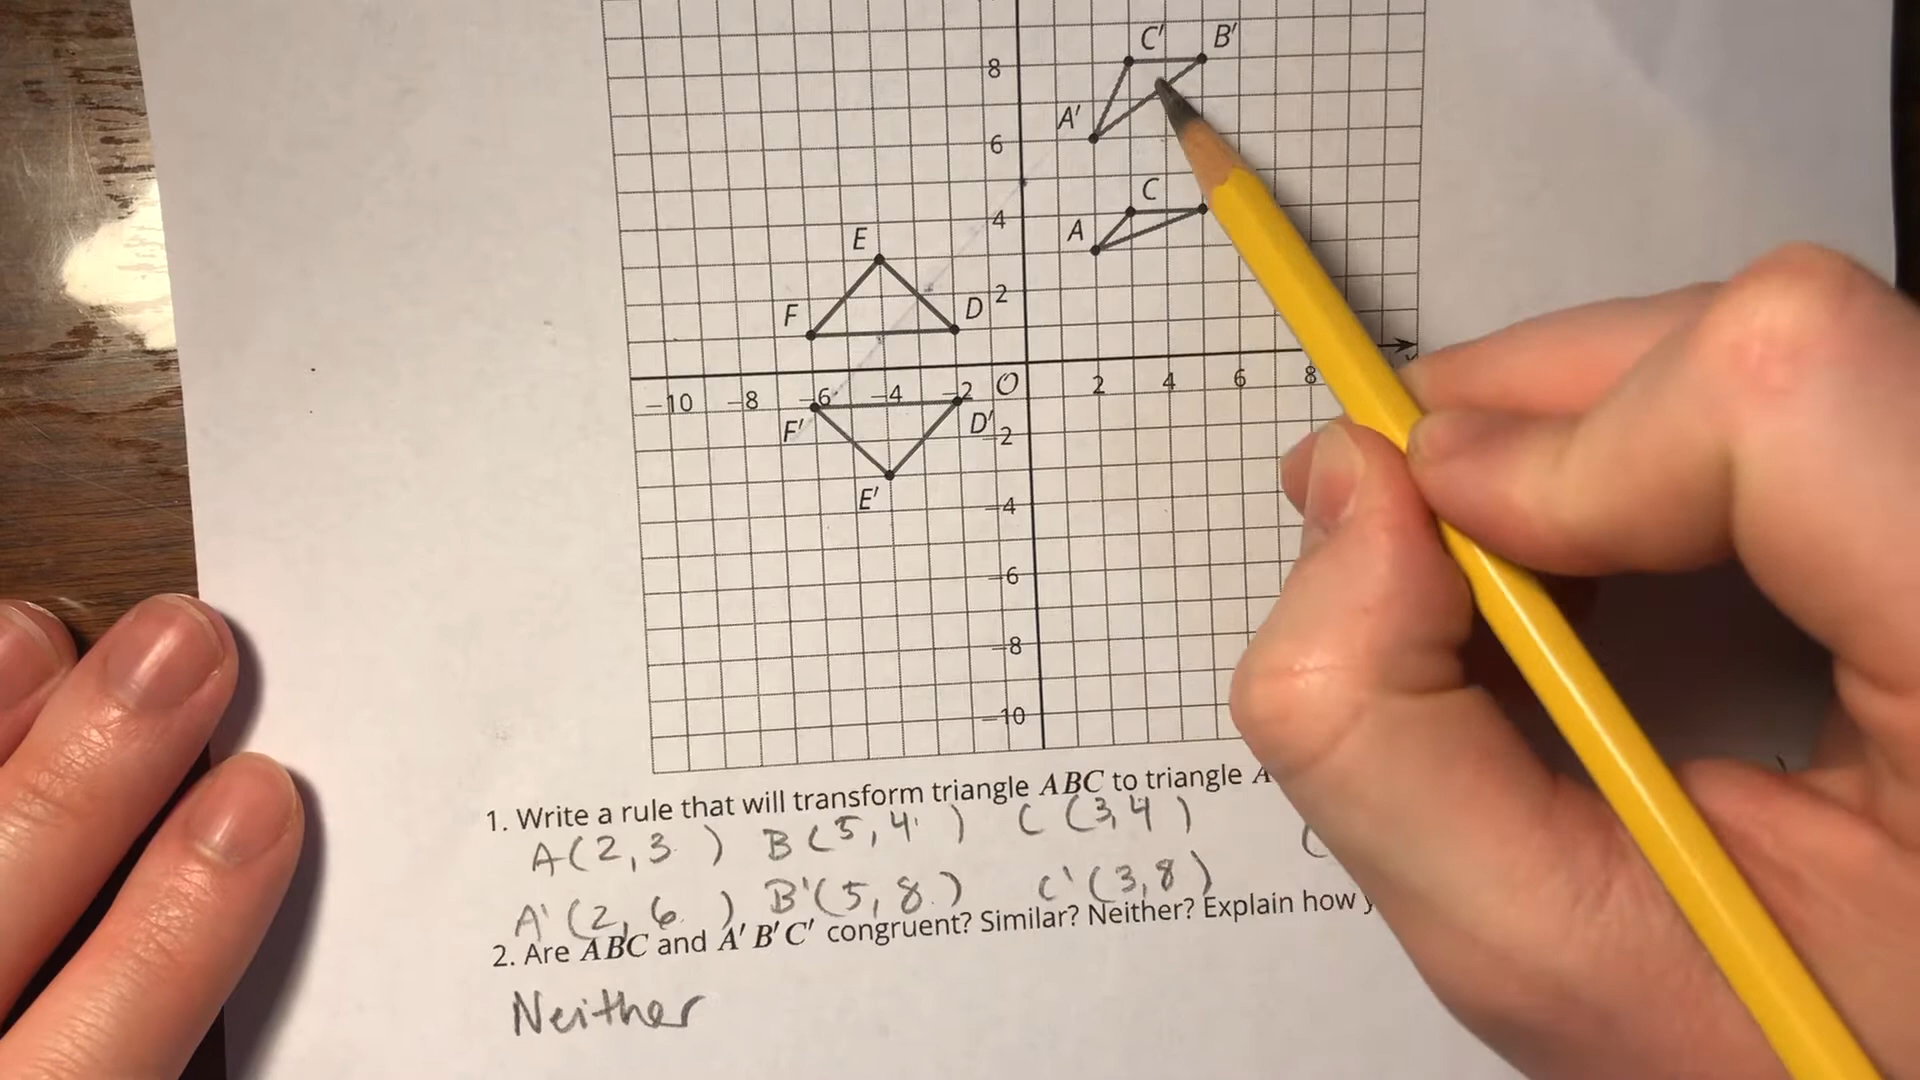 C' B'
8
A'
6
C
4
A
E
2
F D
O
-10 -8 -6 -4 -2 2 4 6 8
F' D'
-2
E'
-4
-6
-8
-10
1. Write a rule that will transform triangle ABC to triangle A
A(2,3) B(5,4) C(3,4)
A'(2,6) B'(5,8) C'(3,8)
2. Are ABC and A'B'C' congruent? Similar? Neither? Explain how
Neither